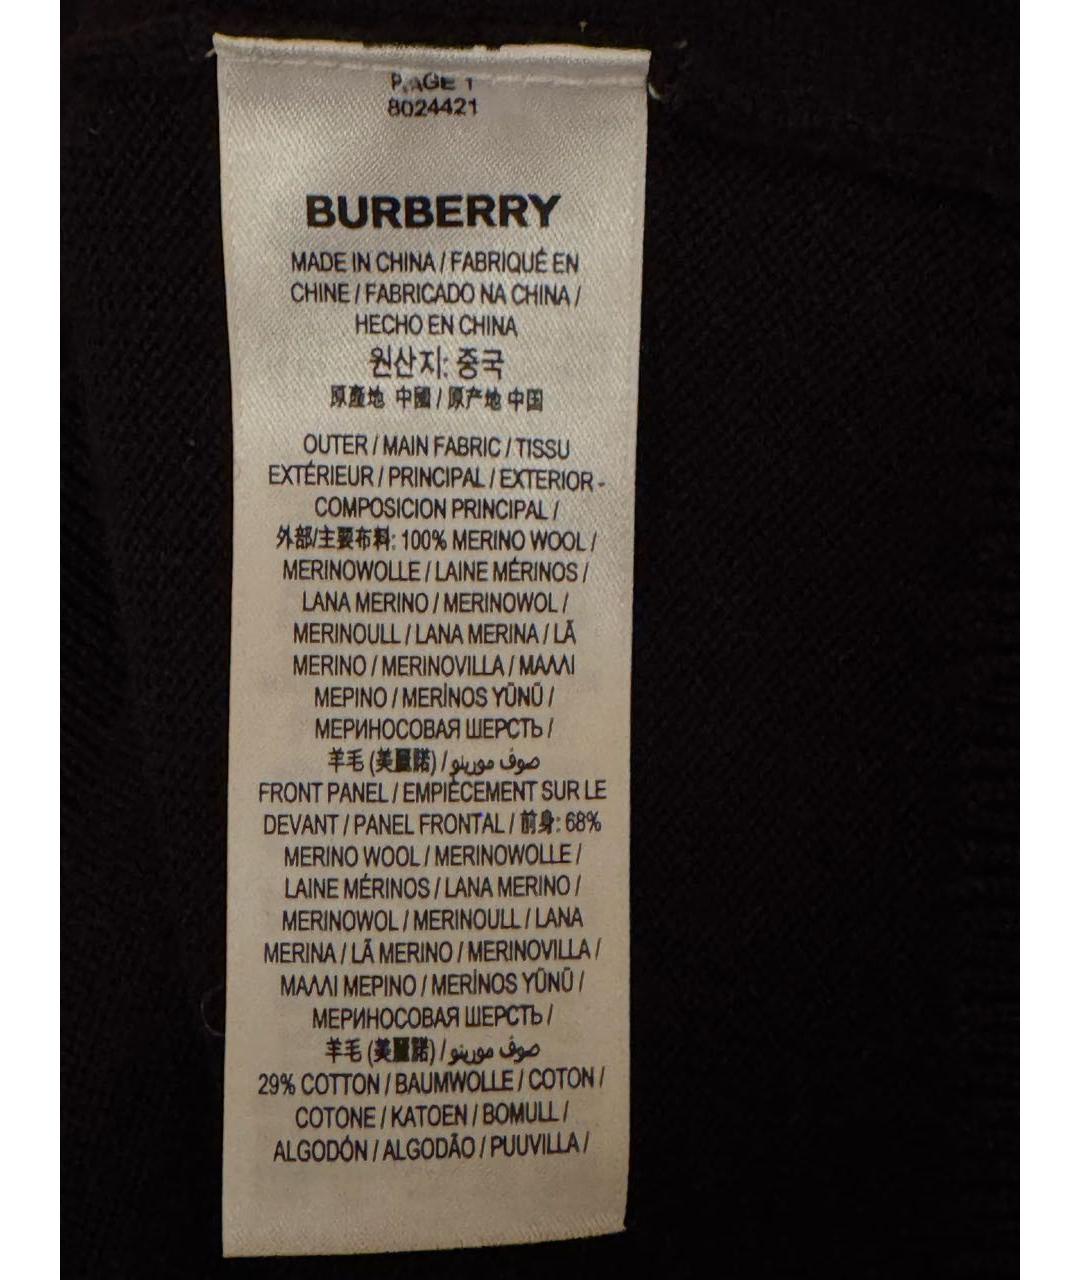 PAGE 1
8024421
BURBERRY
MADE IN CHINA / FABRIQUÉ EN
CHINE / FABRICADO NA CHINA /
HECHO EN CHINA
원산지: 중국
原產地 中國 / 原产地 中国
OUTER / MAIN FABRIC / TISSU
EXTÉRIEUR / PRINCIPAL / EXTERIOR -
COMPOSICION PRINCIPAL /
外部/主要布料: 100% MERINO WOOL /
MERINOWOLLE / LAINE MÉRINOS /
LANA MERINO / MERINOWOL /
MERINOULL / LANA MERINA / LÃ
MERINO / MERINOVILLA / ΜΑΛΛΙ
ΜΕΡΙΝΟ / MERİNOS YÜNÜ /
МЕРИНОСОВАЯ ШЕРСТЬ /
羊毛 (美麗諾) / صوف مورينو
FRONT PANEL / EMPIÈCEMENT SUR LE
DEVANT / PANEL FRONTAL / 前身: 68%
MERINO WOOL / MERINOWOLLE /
LAINE MÉRINOS / LANA MERINO /
MERINOWOL / MERINOULL / LANA
MERINA / LÃ MERINO / MERINOVILLA /
ΜΑΛΛΙ ΜΕΡΙΝΟ / MERİNOS YÜNÜ /
МЕРИНОСОВАЯ ШЕРСТЬ /
羊毛 (美麗諾) / صوف مورينو
29% COTTON / BAUMWOLLE / COTON /
COTONE / KATOEN / BOMULL /
ALGODÓN / ALGODÃO / PUUVILLA /